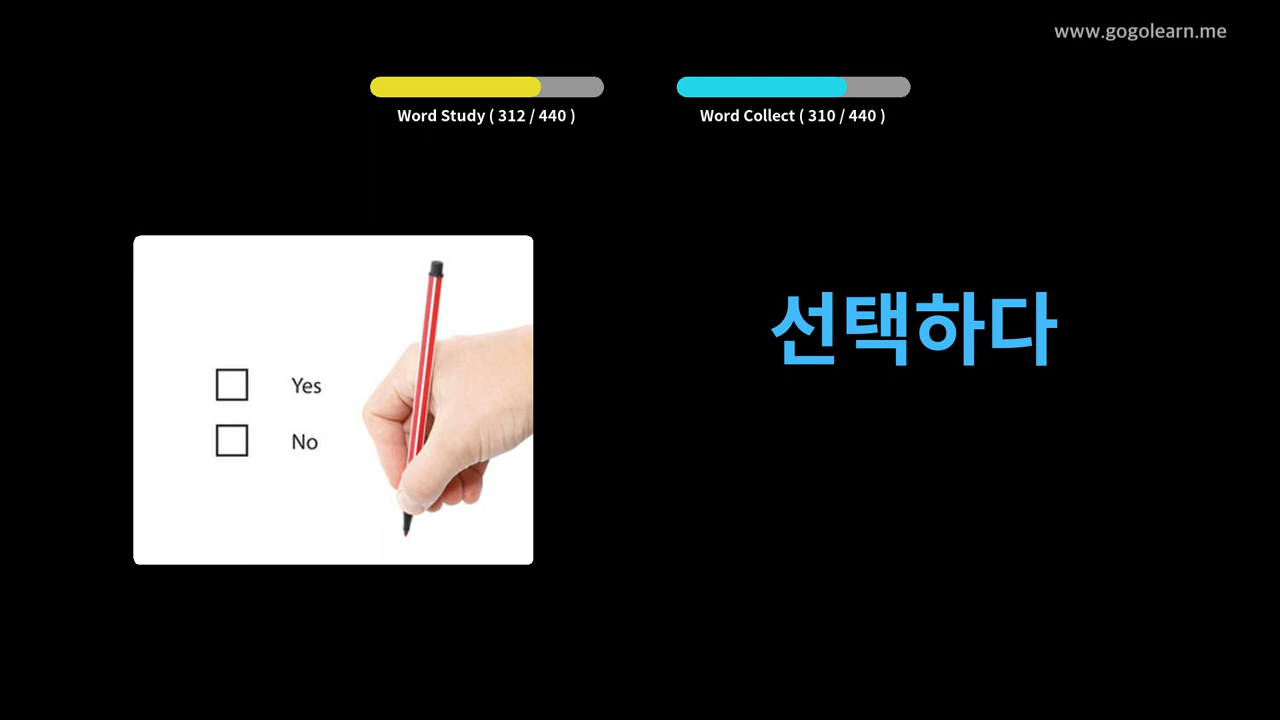 www.gogolearn.me
Word Study ( 312 / 440 )
Word Collect ( 310 / 440 )
선택하다
Yes
No